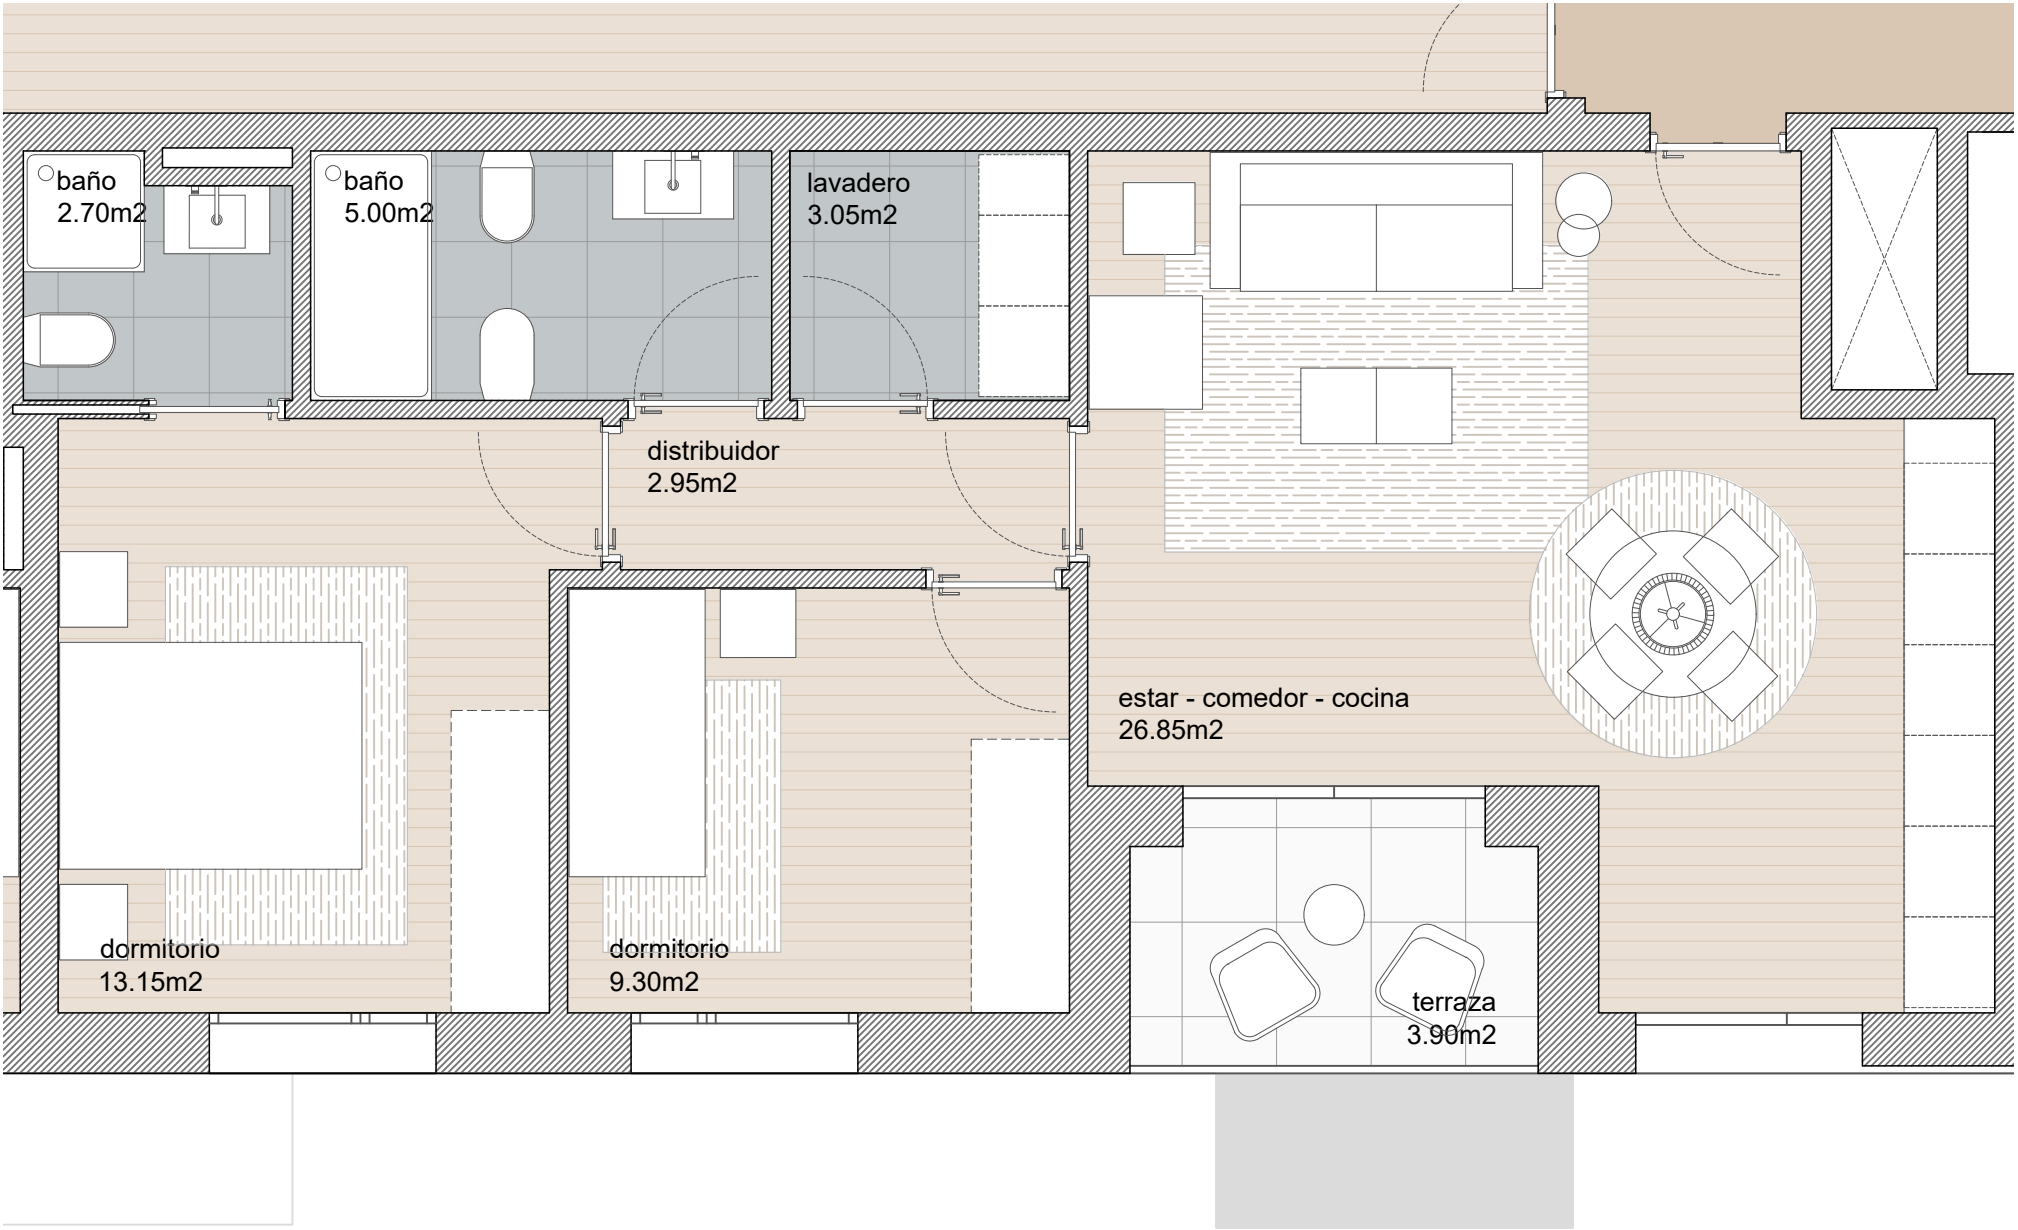 baño
2.70m2
baño
5.00m2
lavadero
3.05m2
distribuidor
2.95m2
estar - comedor - cocina
26.85m2
dormitorio
13.15m2
dormitorio
9.30m2
terraza
3.90m2